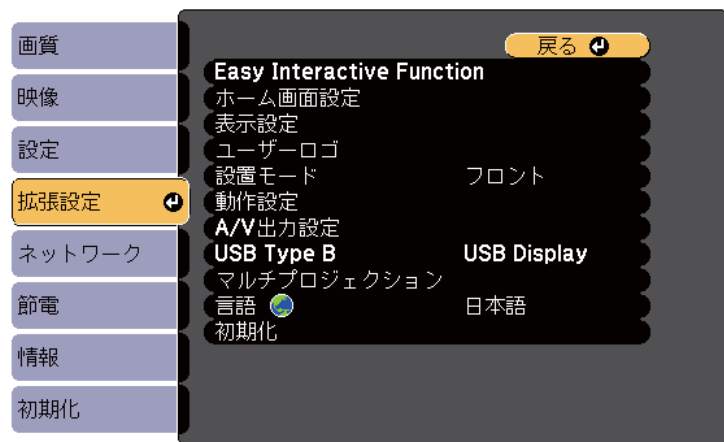 画質
映像
設定
拡張設定
ネットワーク
節電
情報
初期化
戻る
Easy Interactive Function
ホーム画面設定
表示設定
ユーザーロゴ
設置モード フロント
動作設定
A/V出力設定
USB Type B USB Display
マルチプロジェクション
言語 日本語
初期化